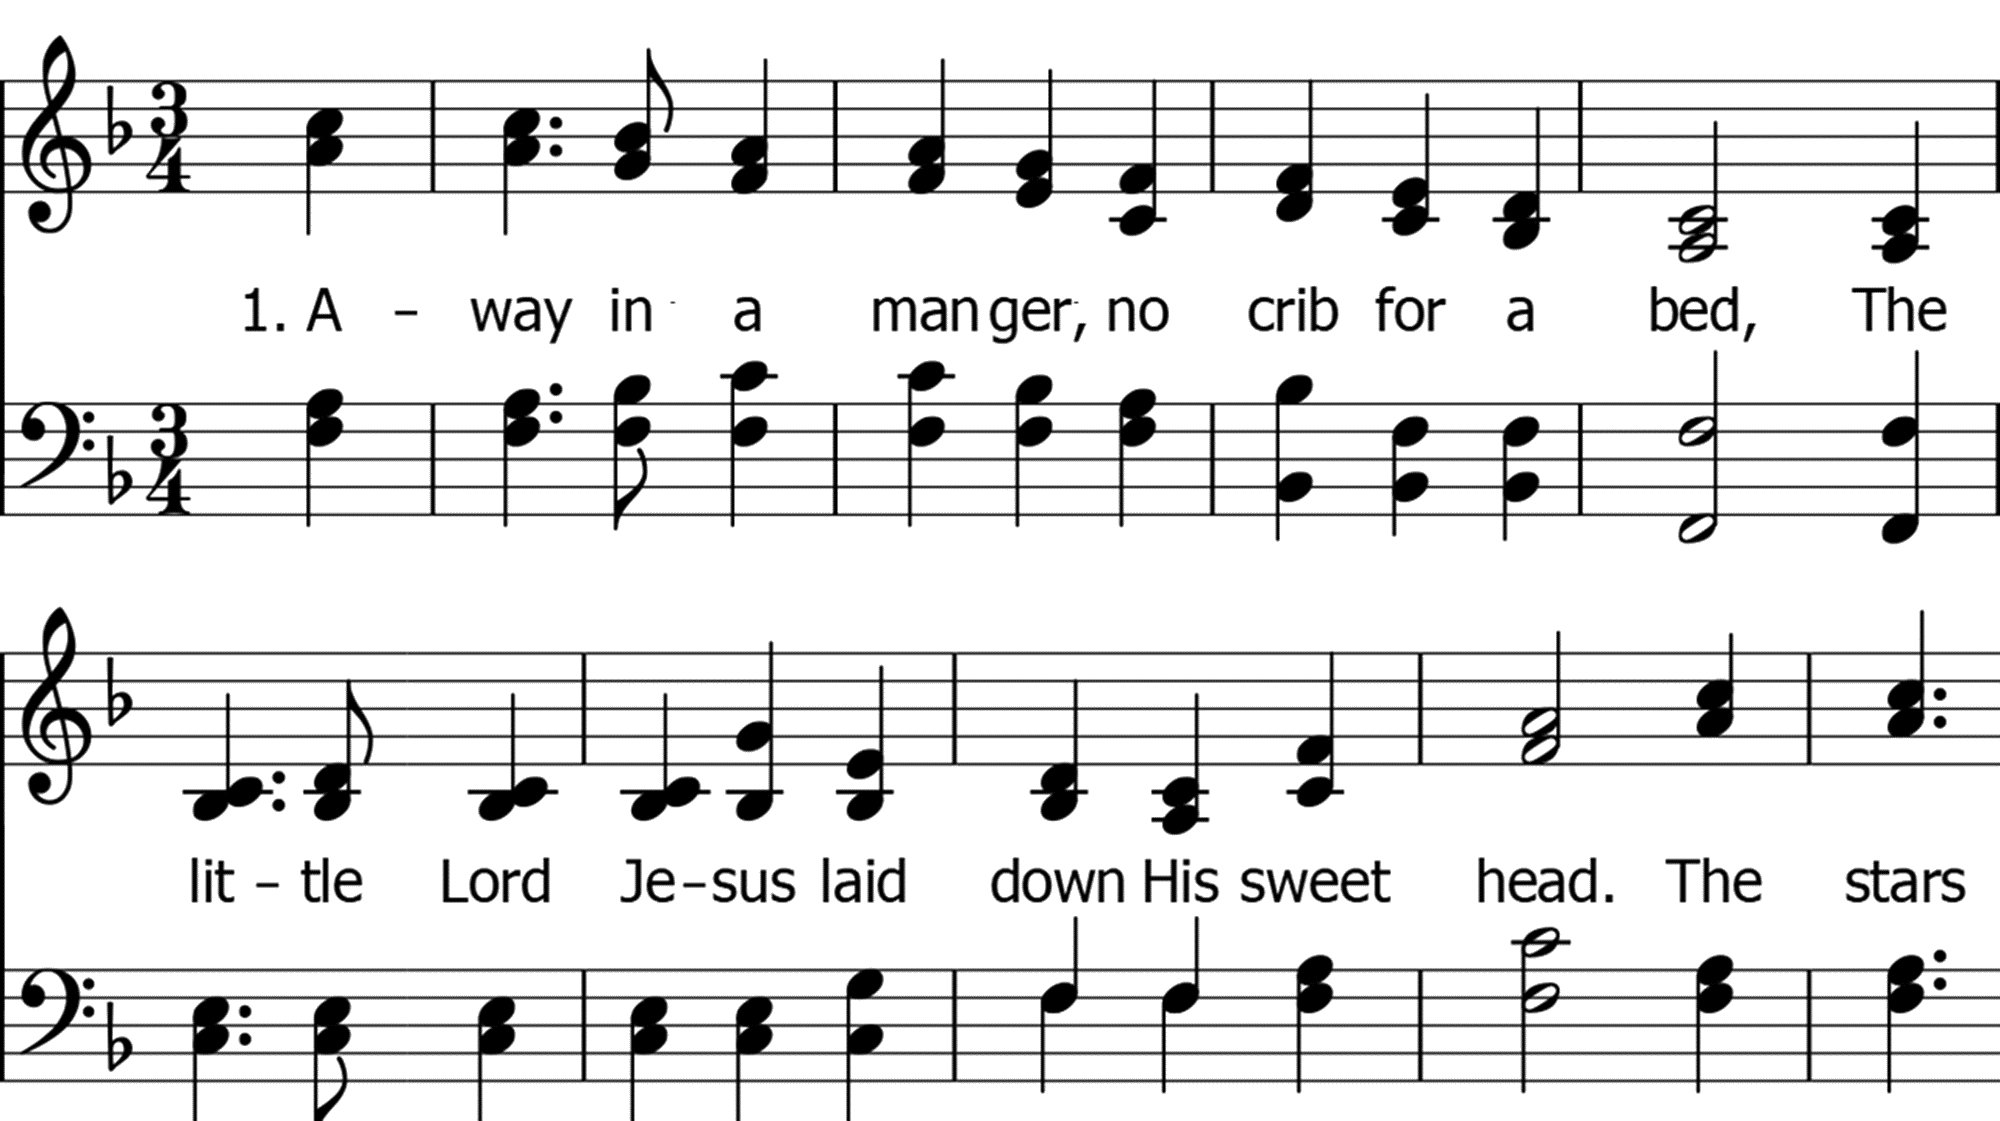 1. A – way in a manger, no crib for a bed, The
lit – tle Lord Je–sus laid down His sweet head. The stars